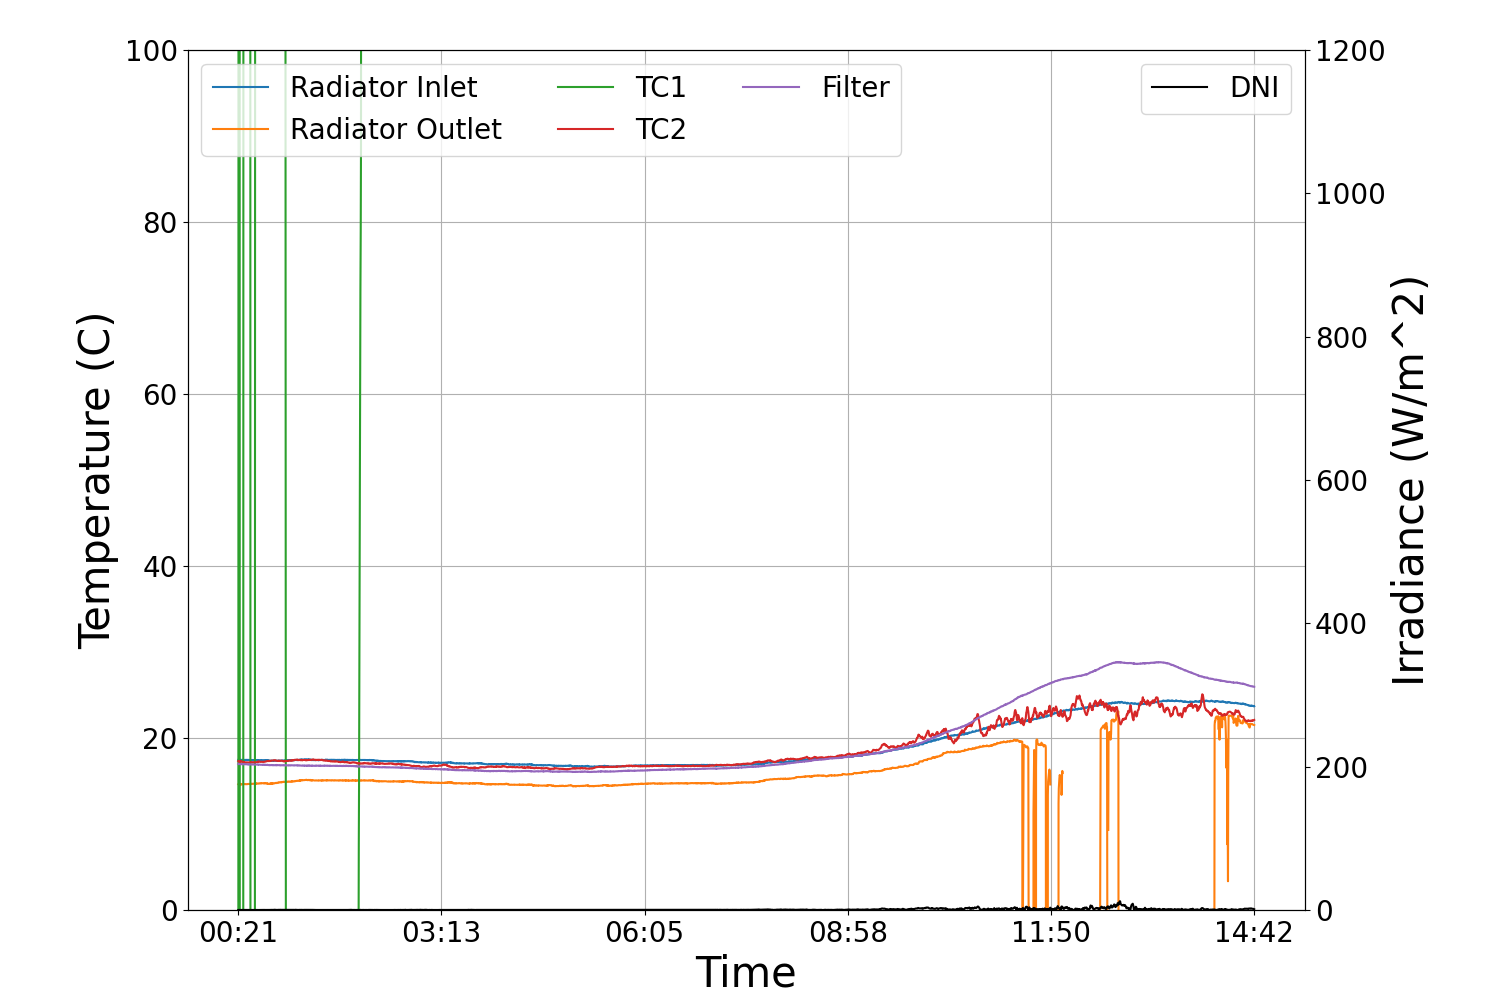 100
80
60
40
20
0
Temperature (C)
Radiator Inlet
Radiator Outlet
TC1
TC2
Filter
DNI
1200
1000
800
600
400
200
0
Irradiance (W/m^2)
00:21 03:13 06:05 08:58 11:50 14:42
Time